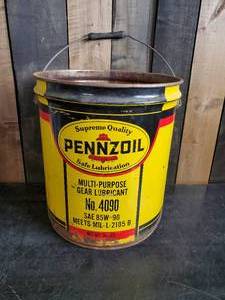 Supreme Quality
PENNZOIL
Safe Lubrication
MULTI-PURPOSE
GEAR LUBRICANT
No. 4090
SAE 85W-90
MEETS MIL-L-2105 B